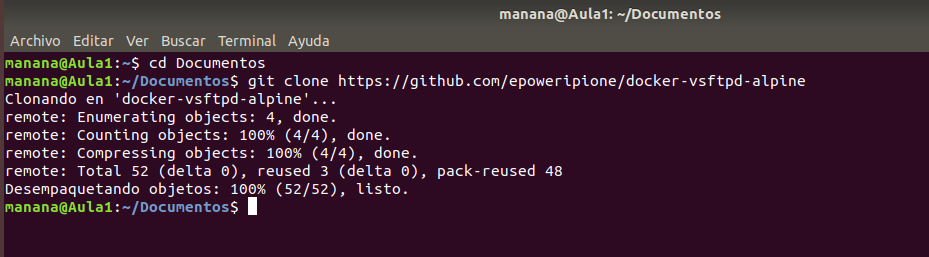 manana@Aula1: ~/Documentos
Archivo Editar Ver Buscar Terminal Ayuda
manana@Aula1:~$ cd Documentos
manana@Aula1:~/Documentos$ git clone https://github.com/epoweripione/docker-vsftpd-alpine
Clonando en 'docker-vsftpd-alpine'...
remote: Enumerating objects: 4, done.
remote: Counting objects: 100% (4/4), done.
remote: Compressing objects: 100% (4/4), done.
remote: Total 52 (delta 0), reused 3 (delta 0), pack-reused 48
Desempaquetando objetos: 100% (52/52), listo.
manana@Aula1:~/Documentos$